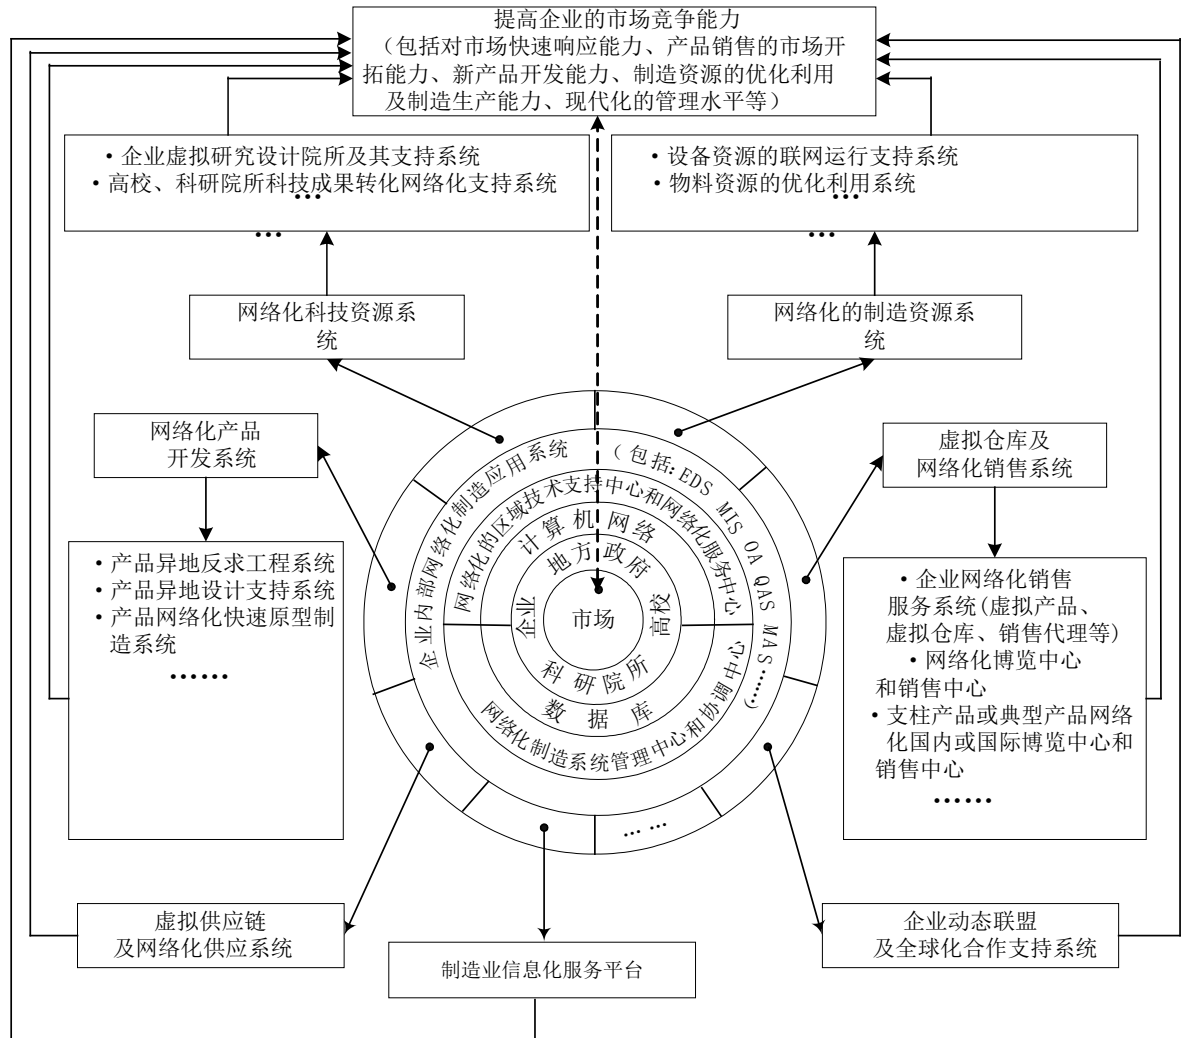 提高企业的市场竞争能力
（包括对市场快速响应能力、产品销售的市场开
拓能力、新产品开发能力、制造资源的优化利用
及制造生产能力、现代化的管理水平等）
•企业虚拟研究设计院所及其支持系统
•高校、科研院所科技成果转化网络化支持系统
•••
•••
•设备资源的联网运行支持系统
•物料资源的优化利用系统
•••
•••
网络化科技资源系
统
网络化的制造资源系
统
网络化产品
开发系统
虚拟仓库及
网络化销售系统
企业内部网络化制造应用系统
（包括:EDS MIS OA QAS MAS……）
网络化的区域技术支持中心和网络化服务中心
计算机网络
地方政府
企业
市场
高校
科研院所
数据库
网络化制造系统管理中心和协调中心
……
•产品异地反求工程系统
•产品异地设计支持系统
•产品网络化快速原型制
造系统
••••••
•企业网络化销售
服务系统(虚拟产品、
虚拟仓库、销售代理等)
•网络化博览中心
和销售中心
•支柱产品或典型产品网络
化国内或国际博览中心和
销售中心
••••••
虚拟供应链
及网络化供应系统
制造业信息化服务平台
企业动态联盟
及全球化合作支持系统